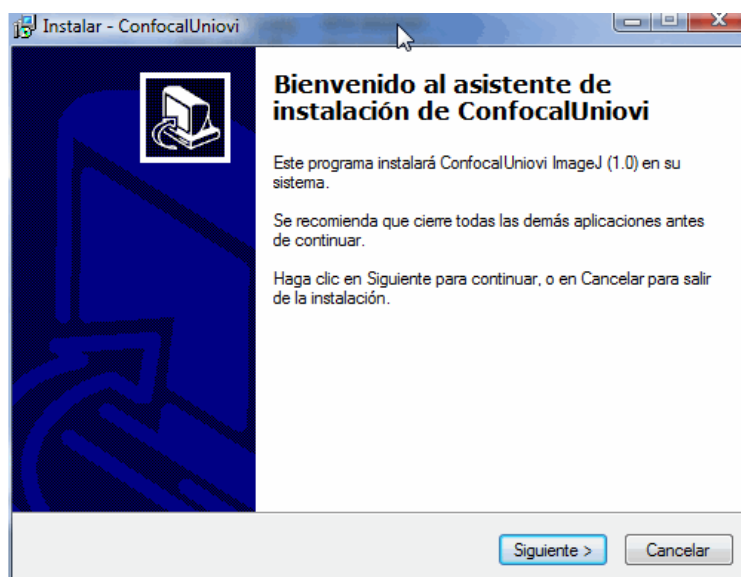 Instalar - ConfocalUniovi
Bienvenido al asistente de
instalación de ConfocalUniovi
Este programa instalará ConfocalUniovi ImageJ (1.0) en su
sistema.
Se recomienda que cierre todas las demás aplicaciones antes
de continuar.
Haga clic en Siguiente para continuar, o en Cancelar para salir
de la instalación.
Siguiente >
Cancelar